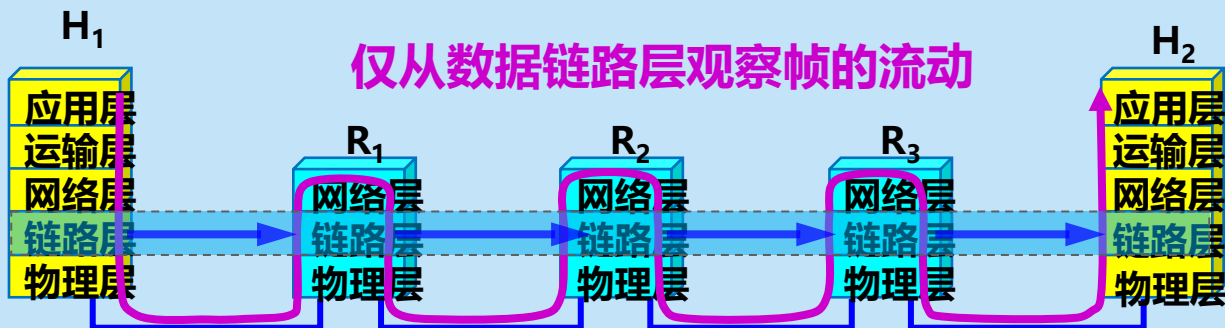 仅从数据链路层观察帧的流动
H₁
应用层
运输层
网络层
链路层
物理层
R₁
网络层
链路层
物理层
R₂
网络层
链路层
物理层
R₃
网络层
链路层
物理层
H₂
应用层
运输层
网络层
链路层
物理层